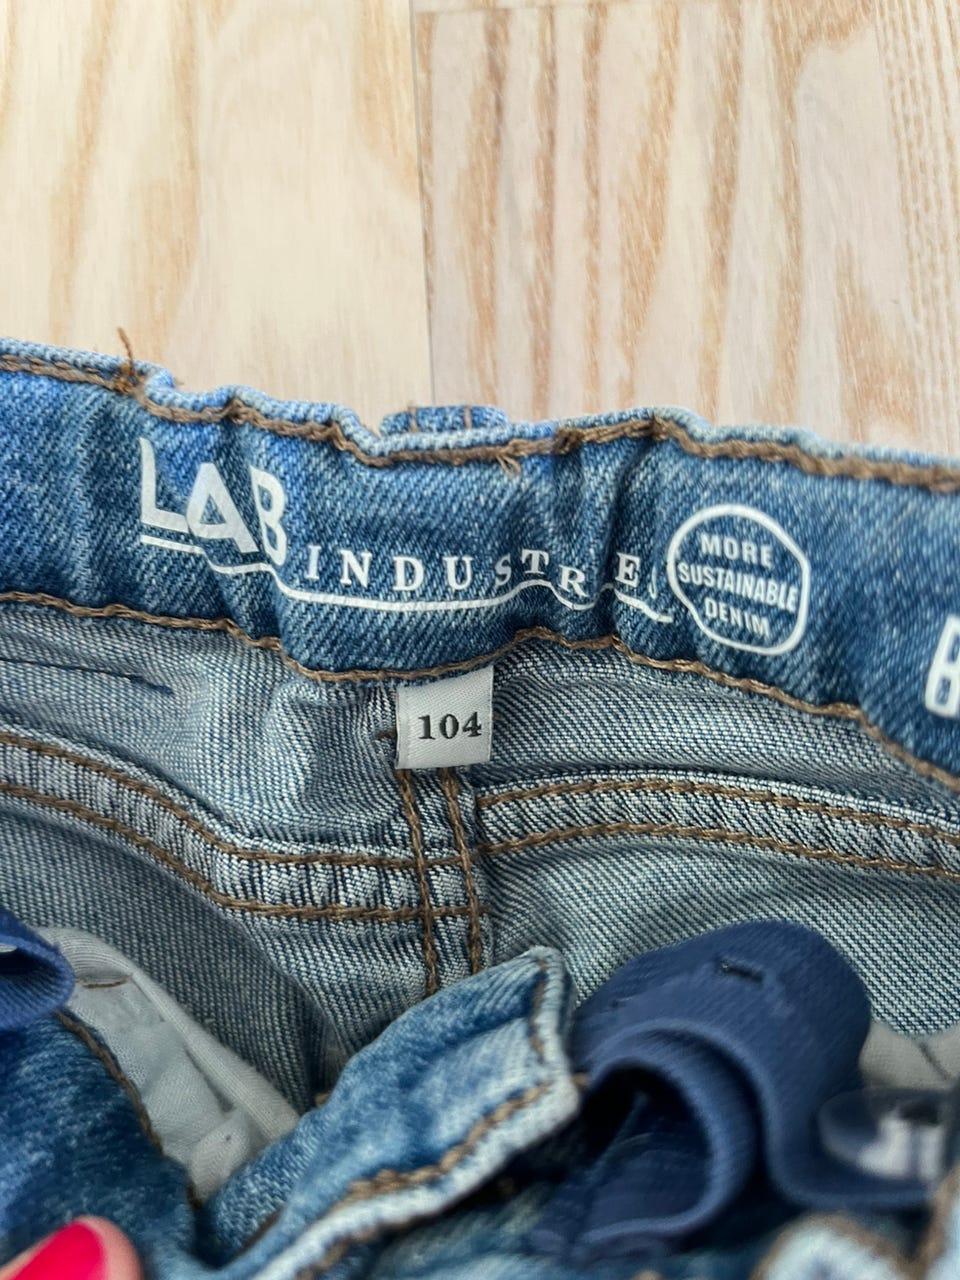 LAB INDUSTRIES
MORE
SUSTAINABLE
DENIM
104